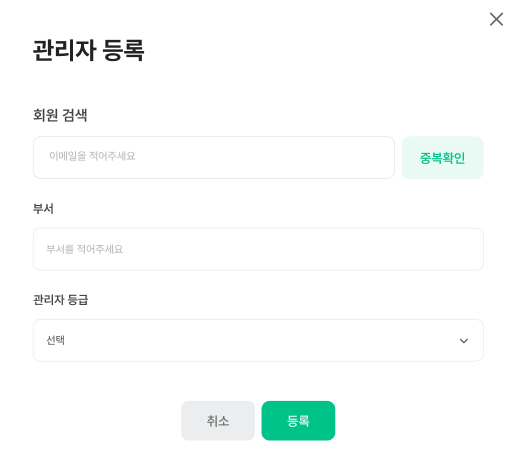 관리자 등록
회원 검색
이메일을 적어주세요
중복확인
부서
부서를 적어주세요
관리자 등급
선택
취소
등록